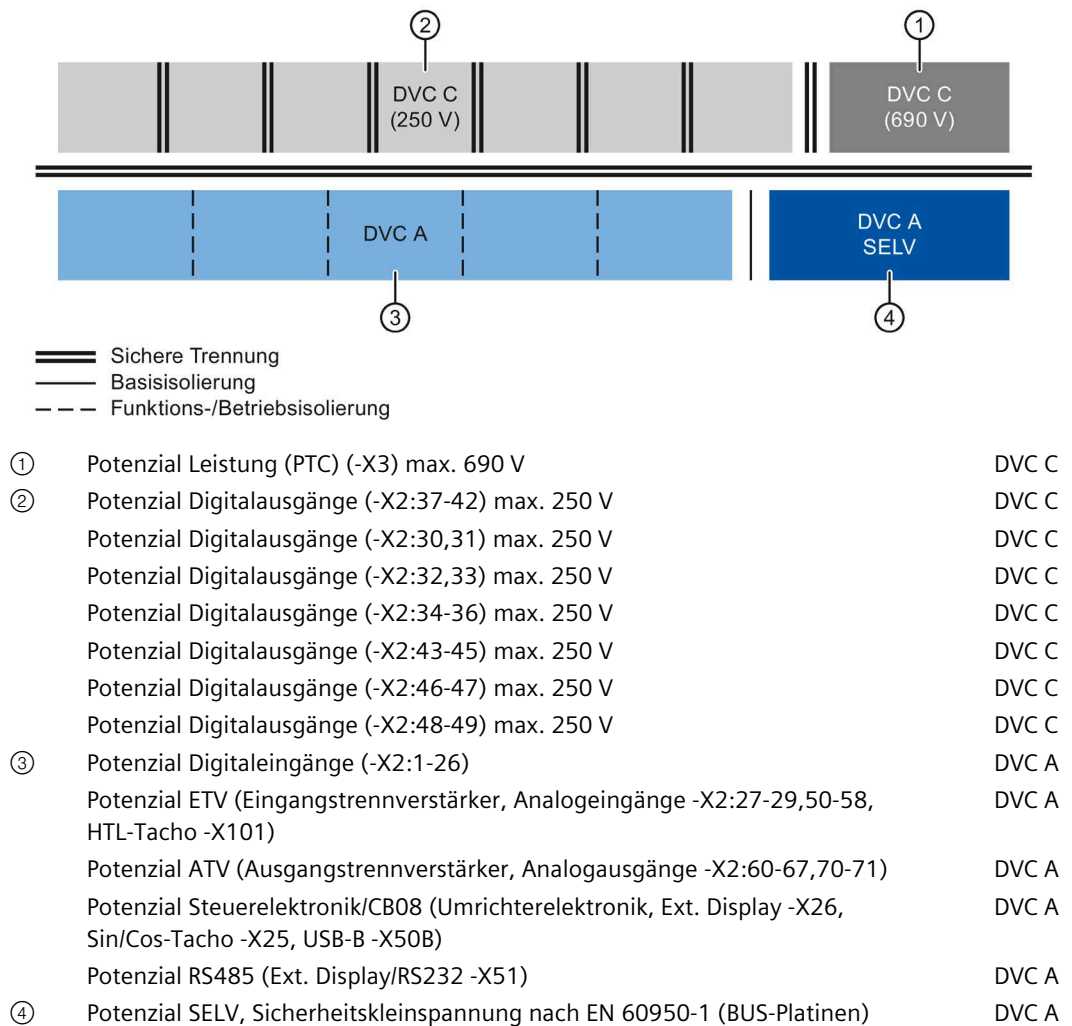 ② ①
DVC C
(250 V)
DVC C
(690 V)
DVC A
DVC A
SELV
③ ④
Sichere Trennung
Basisisolierung
Funktions-/Betriebsisolierung
① Potenzial Leistung (PTC) (-X3) max. 690 V DVC C
② Potenzial Digitalausgänge (-X2:37-42) max. 250 V DVC C
Potenzial Digitalausgänge (-X2:30,31) max. 250 V DVC C
Potenzial Digitalausgänge (-X2:32,33) max. 250 V DVC C
Potenzial Digitalausgänge (-X2:34-36) max. 250 V DVC C
Potenzial Digitalausgänge (-X2:43-45) max. 250 V DVC C
Potenzial Digitalausgänge (-X2:46-47) max. 250 V DVC C
Potenzial Digitalausgänge (-X2:48-49) max. 250 V DVC C
③ Potenzial Digitaleingänge (-X2:1-26) DVC A
Potenzial ETV (Eingangstrennverstärker, Analogeingänge -X2:27-29,50-58, DVC A
HTL-Tacho -X101)
Potenzial ATV (Ausgangstrennverstärker, Analogausgänge -X2:60-67,70-71) DVC A
Potenzial Steuerelektronik/CB08 (Umrichterelektronik, Ext. Display -X26, DVC A
Sin/Cos-Tacho -X25, USB-B -X50B)
Potenzial RS485 (Ext. Display/RS232 -X51) DVC A
④ Potenzial SELV, Sicherheitskleinspannung nach EN 60950-1 (BUS-Platinen) DVC A